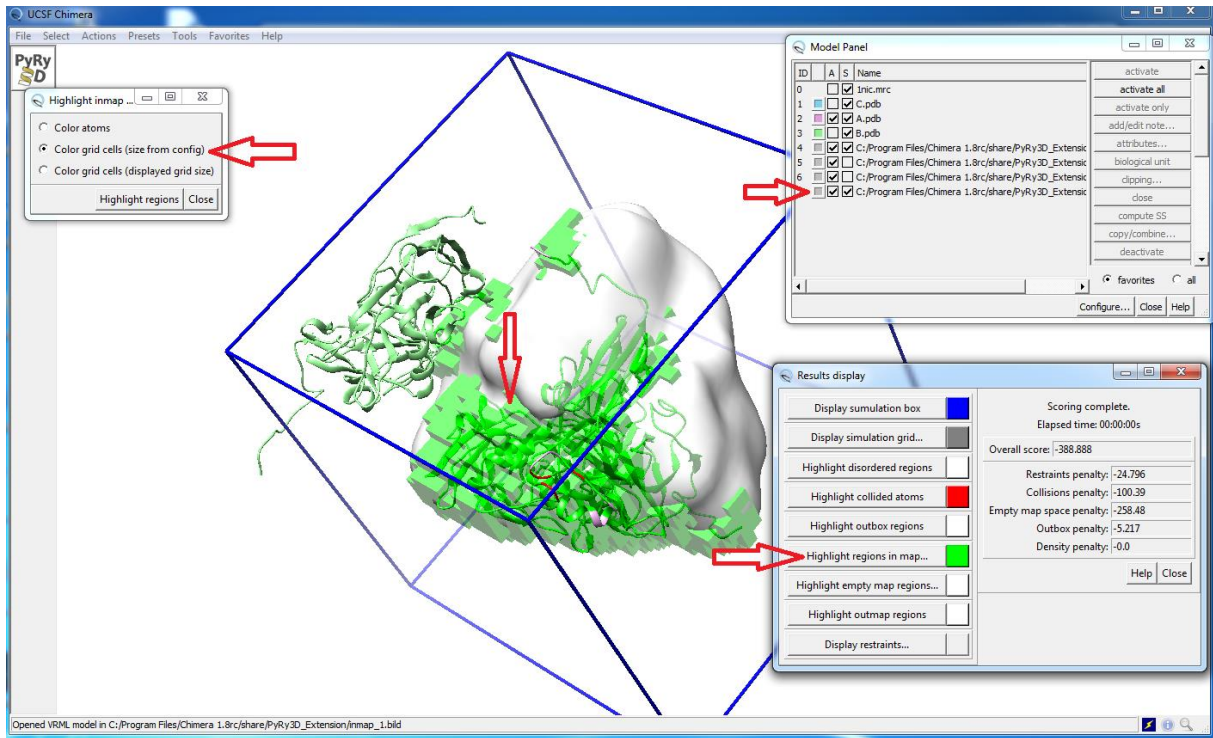 UCSF Chimera
File Select Actions Presets Tools Favorites Help
PyRy
3D
Highlight inmap ...
Color atoms
Color grid cells (size from config)
Color grid cells (displayed grid size)
Highlight regions Close
Model Panel
ID A S Name
0 1nic.mrc
1 C.pdb
2 A.pdb
3 B.pdb
4 C:/Program Files/Chimera 1.8rc/share/PyRy3D_Extensic
5 C:/Program Files/Chimera 1.8rc/share/PyRy3D_Extensic
6 C:/Program Files/Chimera 1.8rc/share/PyRy3D_Extensic
C:/Program Files/Chimera 1.8rc/share/PyRy3D_Extensic
activate
activate all
activate only
add/edit note...
attributes...
biological unit
clipping...
close
compute SS
copy/combine...
deactivate
favorites all
Configure... Close Help
Results display
Display sumulation box
Display simulation grid...
Highlight disordered regions
Highlight collided atoms
Highlight outbox regions
Highlight regions in map...
Highlight empty map regions...
Highlight outmap regions
Display restraints...
Scoring complete.
Elapsed time: 00:00:00s
Overall score: -388.888
Restraints penalty: -24.796
Collisions penalty: -100.39
Empty map space penalty: -258.48
Outbox penalty: -5.217
Density penalty: -0.0
Help Close
Opened VRML model in C:/Program Files/Chimera 1.8rc/share/PyRy3D_Extension/inmap_1.bild